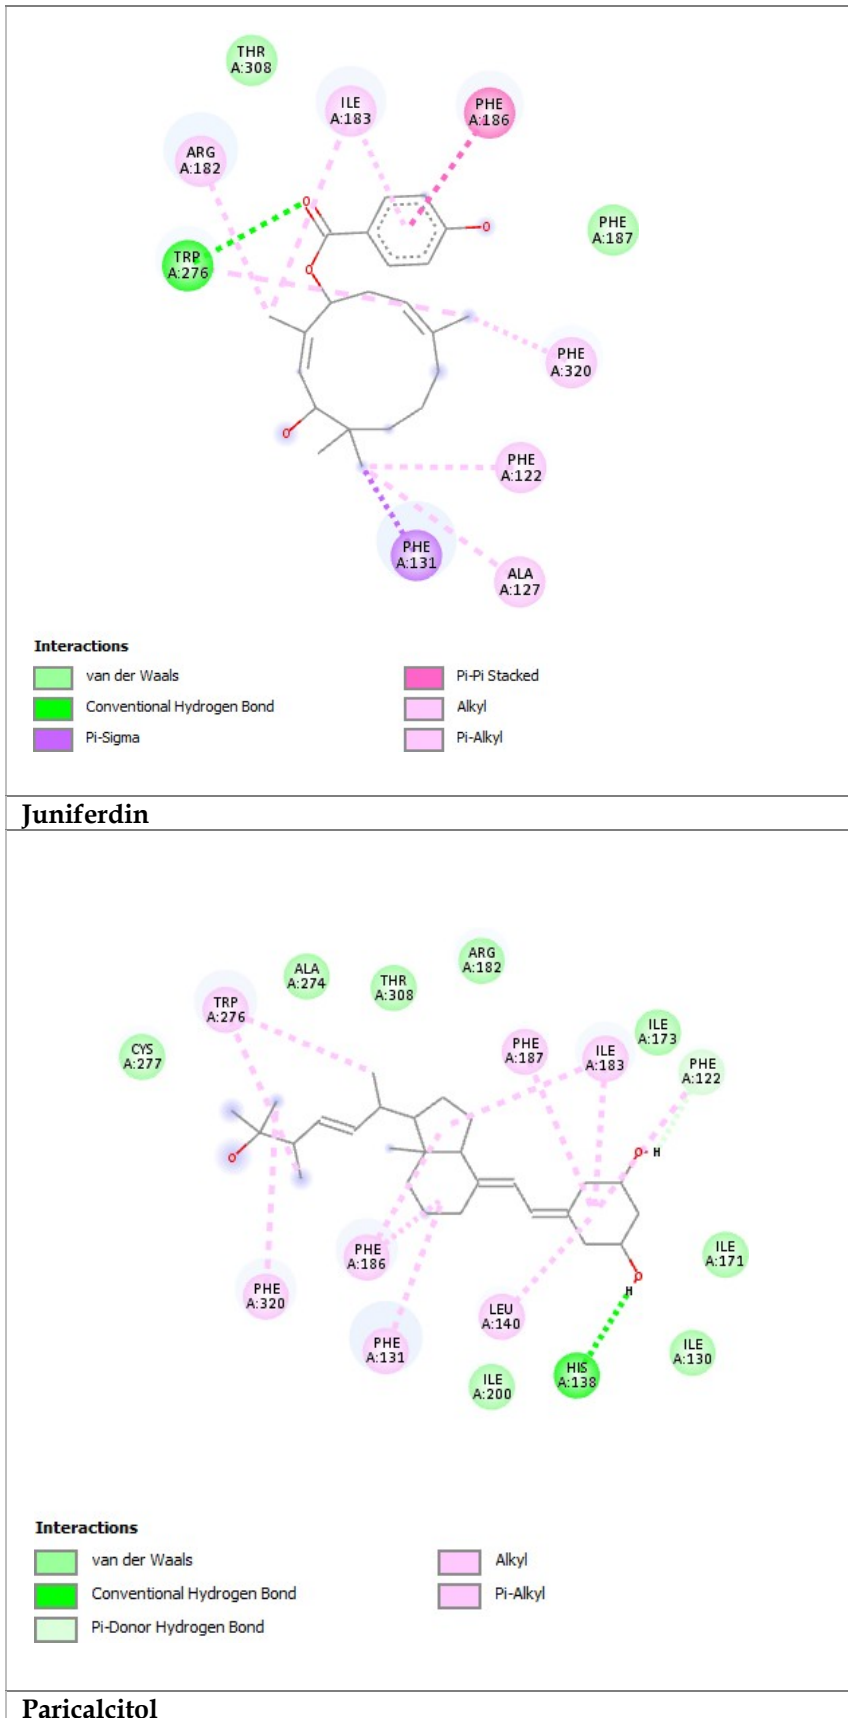 THR
A:308
ILE
A:183
PHE
A:186
ARG
A:182
O
PHE
A:187
O
TRP
A:276
O
PHE
A:320
O
PHE
A:122
PHE
A:131
ALA
A:127
Interactions
van der Waals
Conventional Hydrogen Bond
Pi-Sigma
Pi-Pi Stacked
Alkyl
Pi-Alkyl
Juniferdin
ARG
A:182
ALA
A:274
THR
A:308
TRP
A:276
ILE
A:173
PHE
A:187
ILE
A:183
CYS
A:277
PHE
A:122
O H
O
ILE
A:171
PHE
A:186
O
H
PHE
A:320
LEU
A:140
PHE
A:131
ILE
A:130
HIS
A:138
ILE
A:200
Interactions
van der Waals
Conventional Hydrogen Bond
Pi-Donor Hydrogen Bond
Alkyl
Pi-Alkyl
Paricalcitol